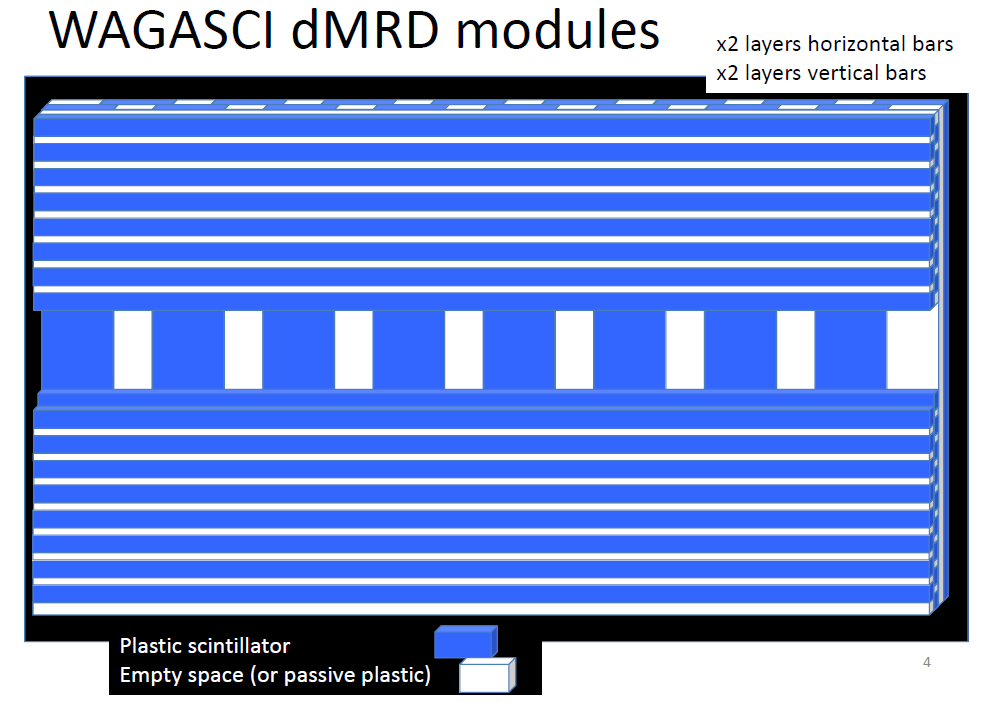 WAGASCI dMRD modules
x2 layers horizontal bars
x2 layers vertical bars
Plastic scintillator
Empty space (or passive plastic)
4